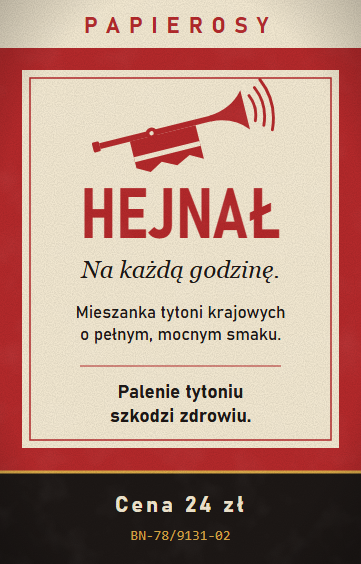 PAPIEROSY
HEJNAŁ
Na każdą godzinę.
Mieszanka tytoni krajowych
o pełnym, mocnym smaku.
Palenie tytoniu
szkodzi zdrowiu.
Cena 24 zł
BN-78/9131-02